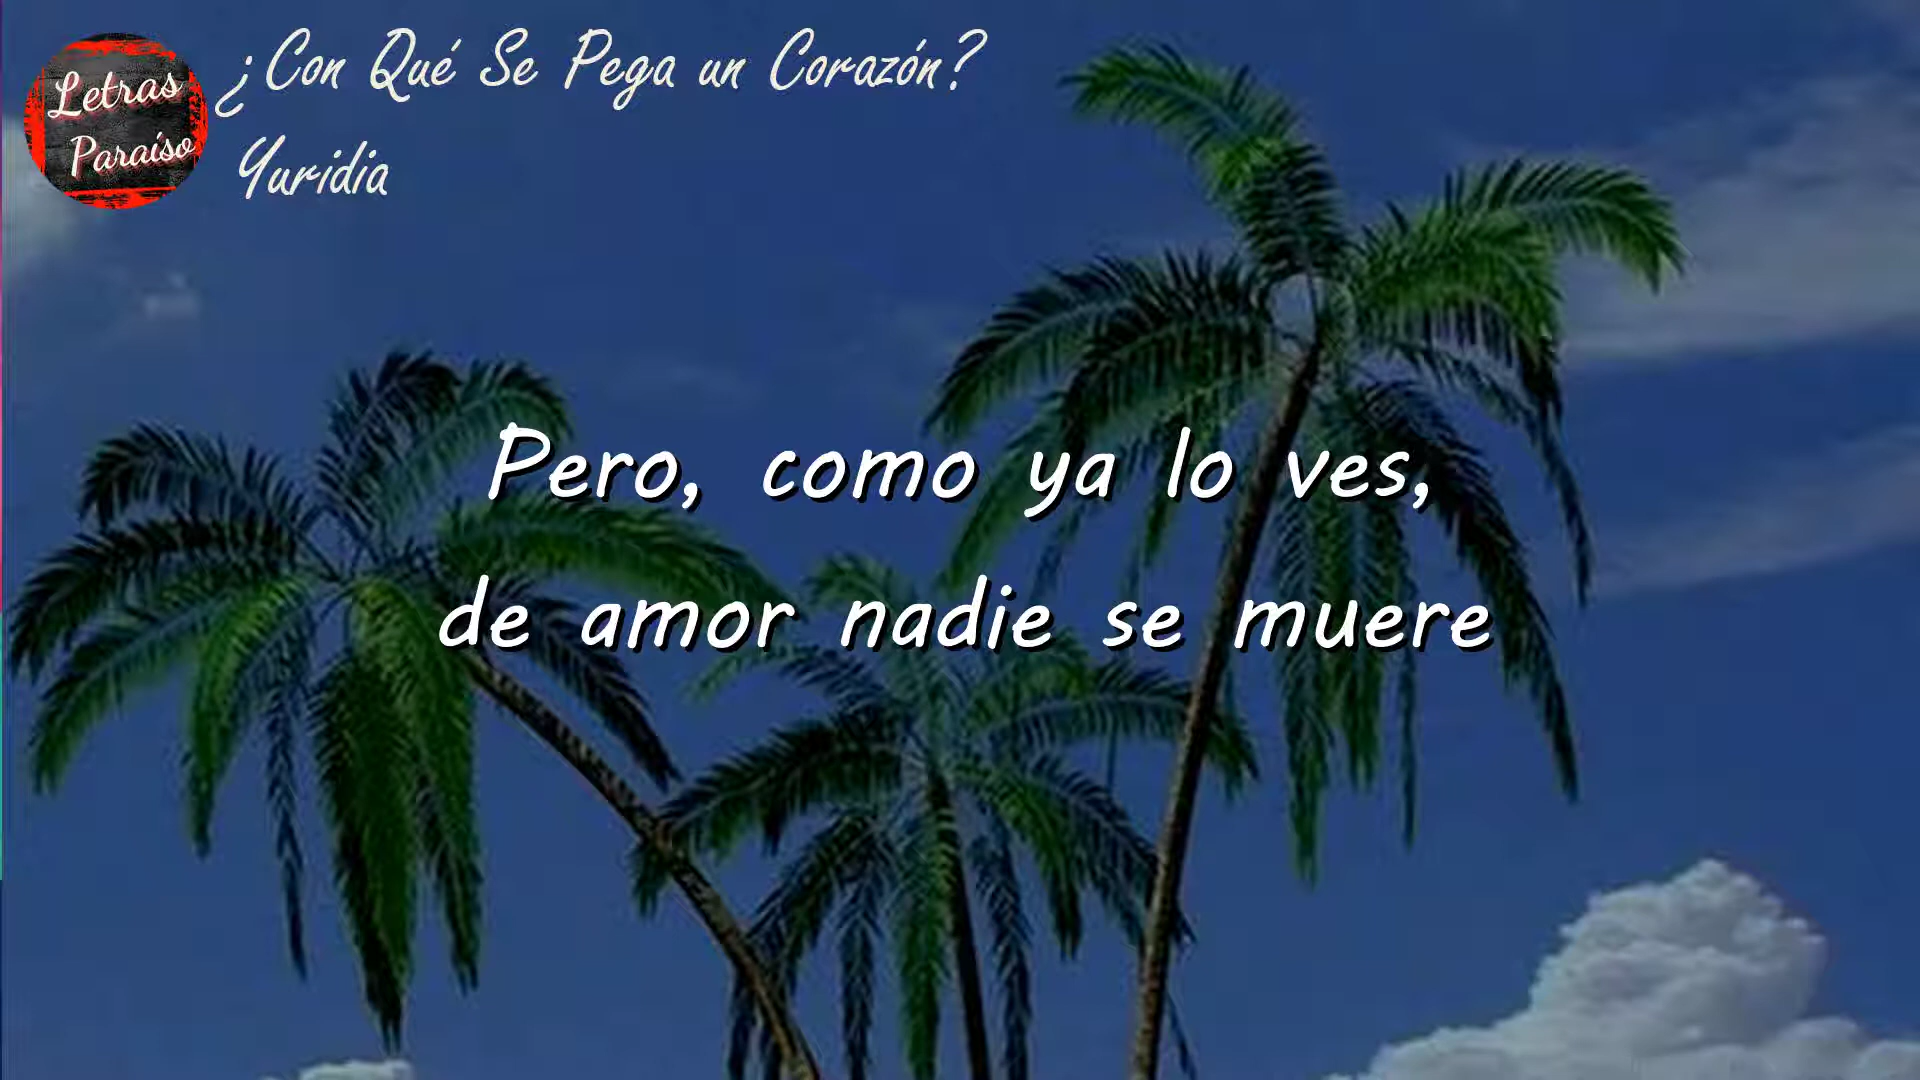 Letras
Paraíso
¿Con Qué Se Pega un Corazón?
Yuridia
Pero, como ya lo ves,
de amor nadie se muere